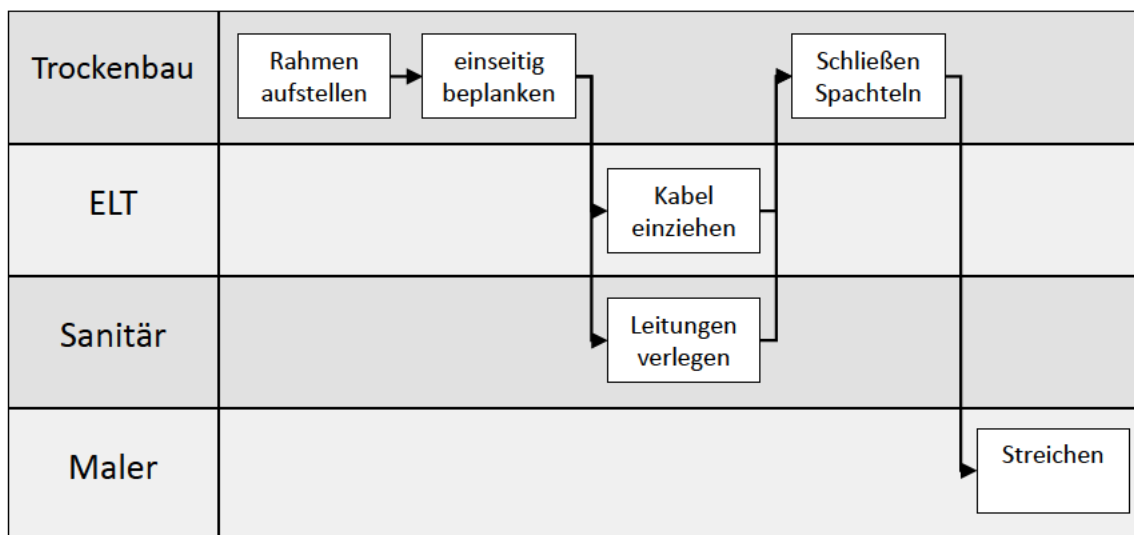 Trockenbau
Rahmen
aufstellen
einseitig
beplanken
Schließen
Spachteln
ELT
Kabel
einziehen
Sanitär
Leitungen
verlegen
Maler
Streichen